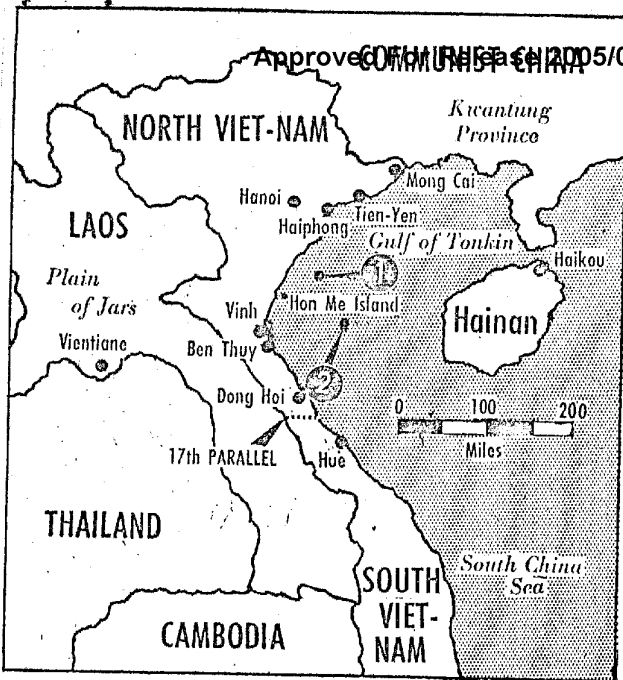 Approved For Release 2005/0
COMMUNIST CHINA
Kwantung
Province
NORTH VIET-NAM
Mong Cai
Hanoi
Tien-Yen
Haiphong
Gulf of Tonkin
LAOS
1
Haikou
Plain
of Jars
Hon Me Island
Vinh
Hainan
Ben Thuy
Vientiane
2
Dong Hoi
0 100 200
Miles
17th PARALLEL
Hue
THAILAND
South China
Sea
SOUTH
VIET-
NAM
CAMBODIA